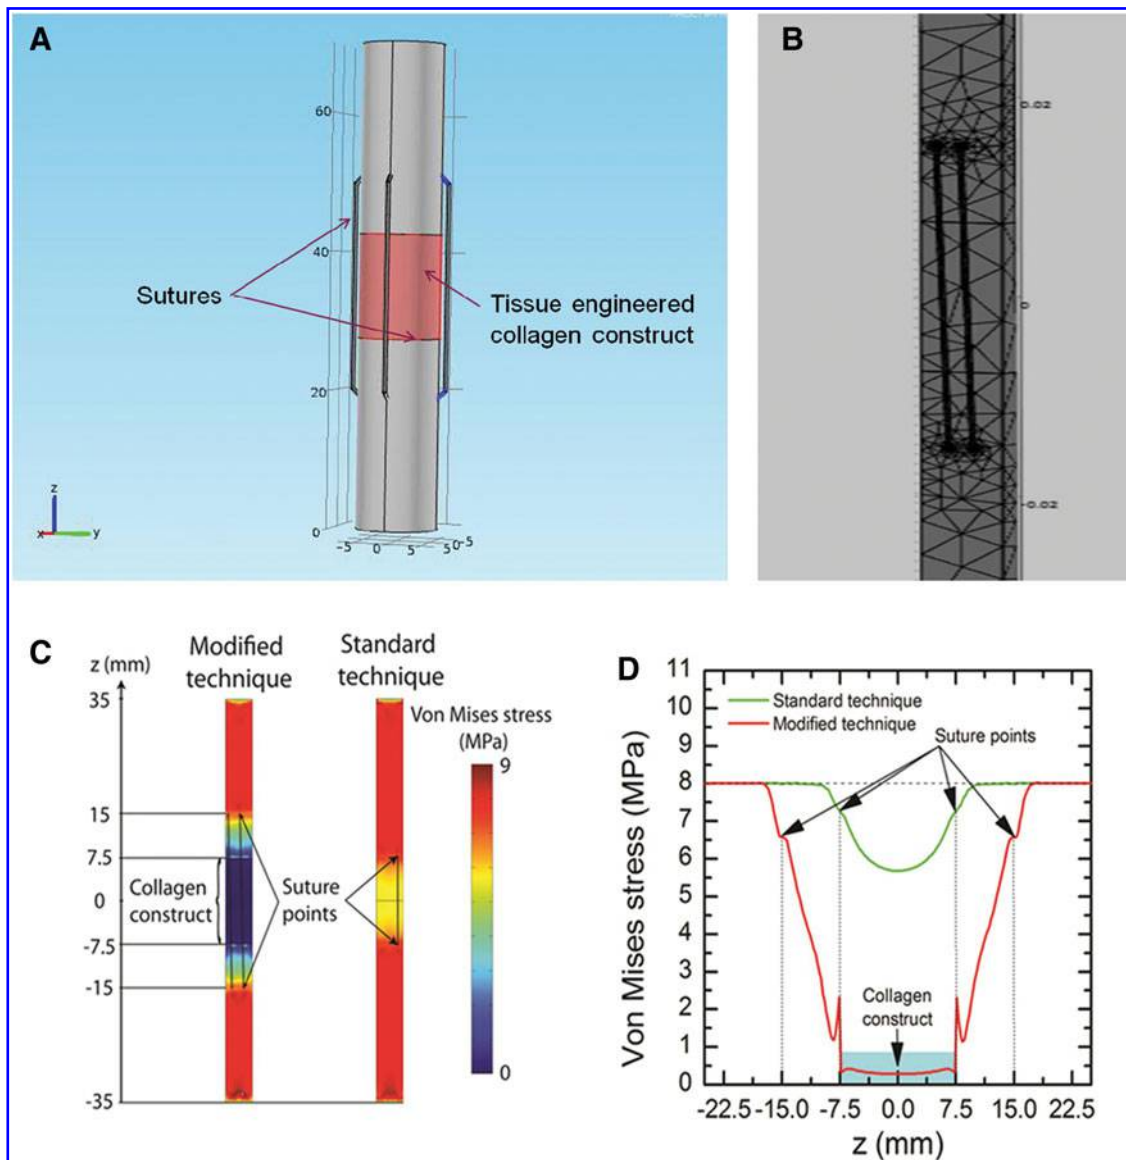 A
60
40
20
0
-5
0
5
5
0
-5
Sutures
Tissue engineered
collagen construct
z
x
y
B
0.02
0
0.02
C
z (mm)
Modified
technique
Standard
technique
35
15
7.5
0
-7.5
-15
-35
Collagen
construct
Suture
points
Von Mises stress
(MPa)
9
0
D
Von Mises stress (MPa)
11
10
9
8
7
6
5
4
3
2
1
0
Standard technique
Modified technique
Suture points
Collagen
construct
-22.5 -15.0 -7.5 0.0 7.5 15.0 22.5
z (mm)